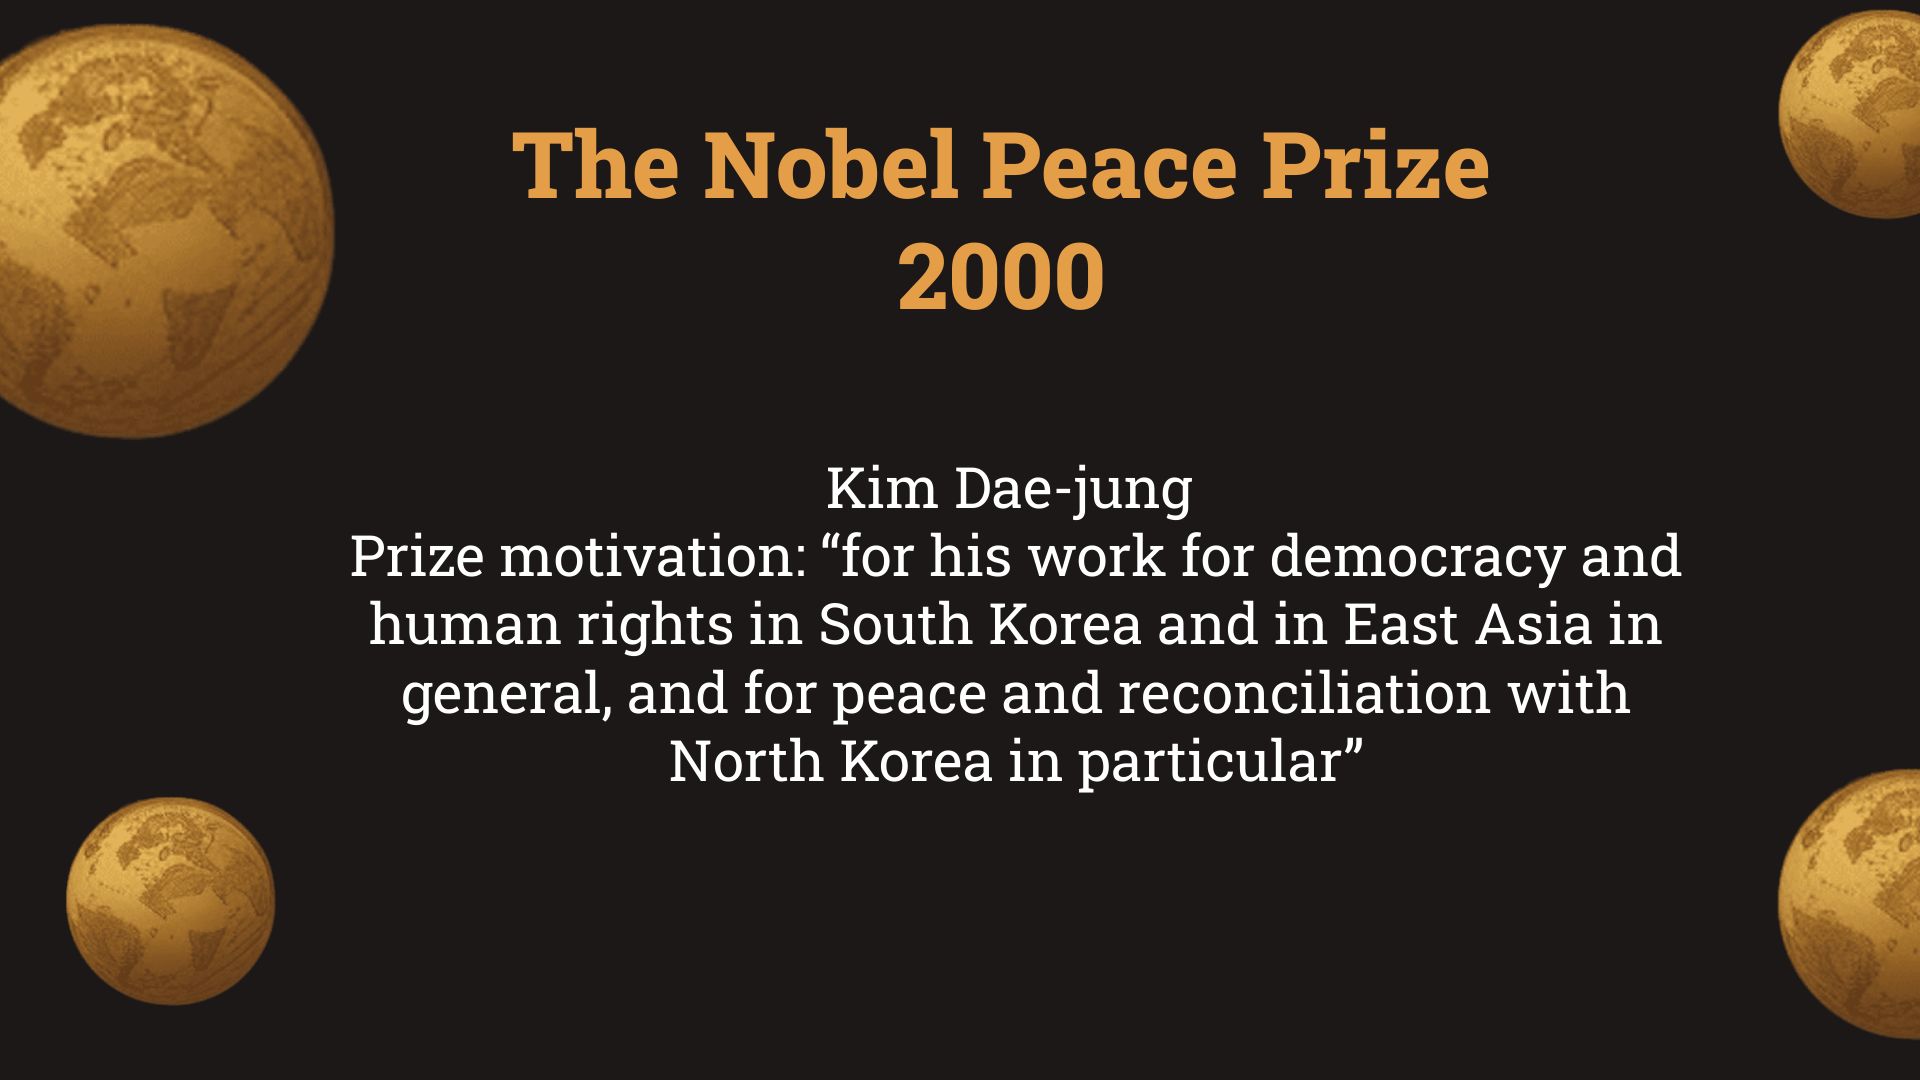 The Nobel Peace Prize
2000
Kim Dae-jung
Prize motivation: “for his work for democracy and
human rights in South Korea and in East Asia in
general, and for peace and reconciliation with
North Korea in particular”